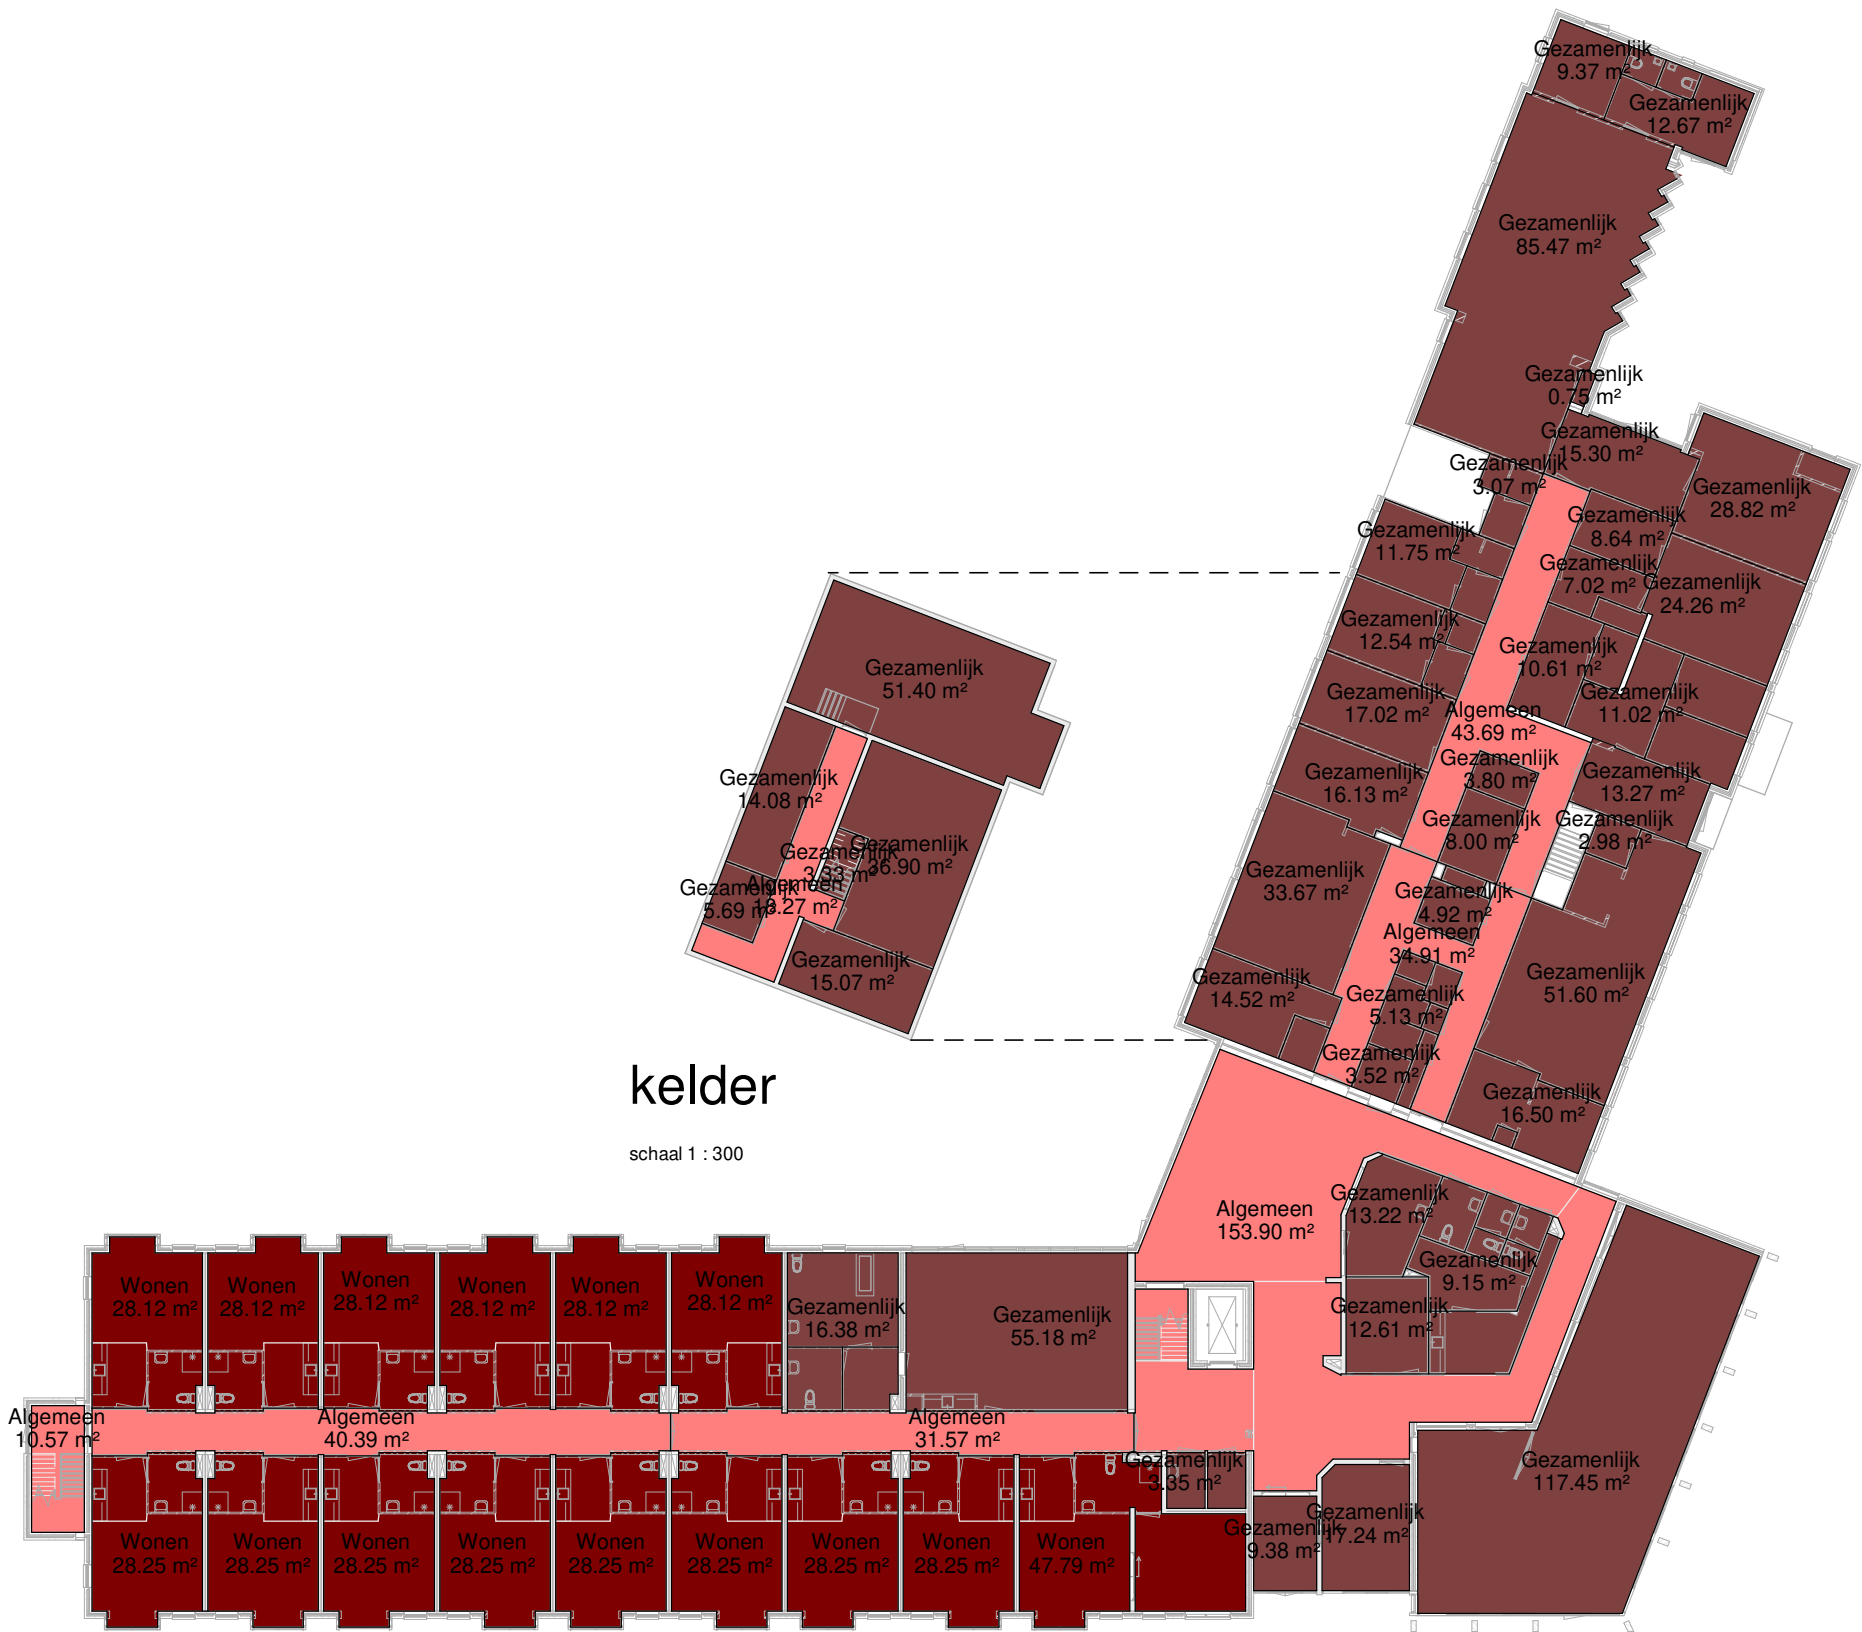 Gezamenlijk
9.37 m²
Gezamenlijk
12.67 m²
Gezamenlijk
85.47 m²
Gezamenlijk
0.75 m²
Gezamenlijk
15.30 m²
Gezamenlijk
3.07 m²
Gezamenlijk
28.82 m²
Gezamenlijk
8.64 m²
Gezamenlijk
11.75 m²
Gezamenlijk
7.02 m²
Gezamenlijk
24.26 m²
Gezamenlijk
12.54 m²
Gezamenlijk
10.61 m²
Gezamenlijk
17.02 m²
Gezamenlijk
11.02 m²
Algemeen
43.69 m²
Gezamenlijk
3.80 m²
Gezamenlijk
16.13 m²
Gezamenlijk
13.27 m²
Gezamenlijk
8.00 m²
Gezamenlijk
2.98 m²
Gezamenlijk
33.67 m²
Gezamenlijk
4.92 m²
Algemeen
34.91 m²
Gezamenlijk
14.52 m²
Gezamenlijk
5.13 m²
Gezamenlijk
51.60 m²
Gezamenlijk
3.52 m²
Gezamenlijk
16.50 m²
Gezamenlijk
51.40 m²
Gezamenlijk
14.08 m²
Gezamenlijk
3.33 m²
Gezamenlijk
36.90 m²
Gezamenlijk
5.69 m²
Algemeen
18.27 m²
Gezamenlijk
15.07 m²
kelder
schaal 1 : 300
Algemeen
153.90 m²
Gezamenlijk
13.22 m²
Gezamenlijk
9.15 m²
Gezamenlijk
12.61 m²
Wonen
28.12 m²
Wonen
28.12 m²
Wonen
28.12 m²
Wonen
28.12 m²
Wonen
28.12 m²
Wonen
28.12 m²
Gezamenlijk
16.38 m²
Gezamenlijk
55.18 m²
Algemeen
10.57 m²
Algemeen
40.39 m²
Algemeen
31.57 m²
Gezamenlijk
3.35 m²
Gezamenlijk
117.45 m²
Wonen
28.25 m²
Wonen
28.25 m²
Wonen
28.25 m²
Wonen
28.25 m²
Wonen
28.25 m²
Wonen
28.25 m²
Wonen
28.25 m²
Wonen
28.25 m²
Wonen
47.79 m²
Gezamenlijk
9.38 m²
Gezamenlijk
17.24 m²